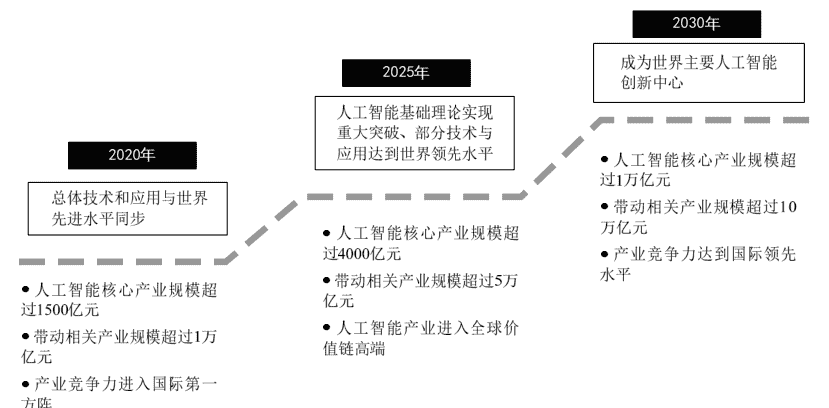 2020年
总体技术和应用与世界
先进水平同步
● 人工智能核心产业规模超
过1500亿元
● 带动相关产业规模超过1万
亿元
● 产业竞争力进入国际第一
方阵
2025年
人工智能基础理论实现
重大突破、部分技术与
应用达到世界领先水平
● 人工智能核心产业规模超
过4000亿元
● 带动相关产业规模超过5万
亿元
● 人工智能产业进入全球价
值链高端
2030年
成为世界主要人工智能
创新中心
● 人工智能核心产业规模超
过1万亿元
● 带动相关产业规模超过10
万亿元
● 产业竞争力达到国际领先
水平